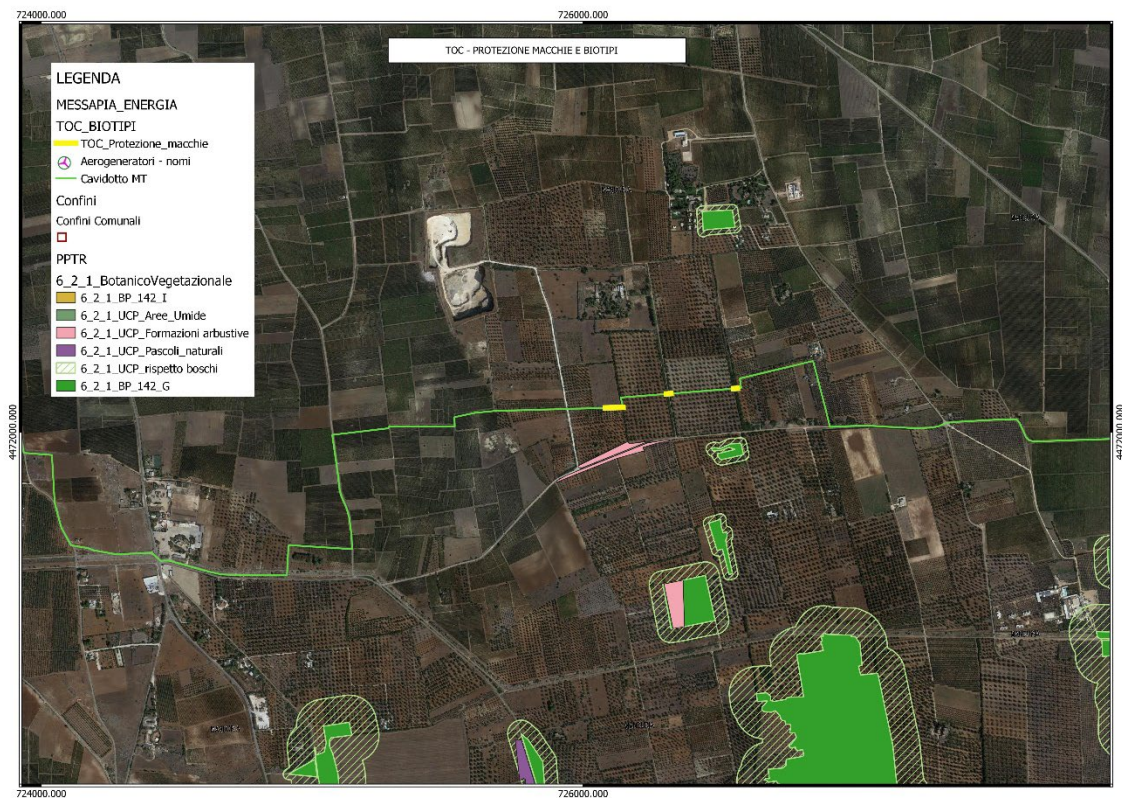 724000.000
726000.000
TOC - PROTEZIONE MACCHIE E BIOTIPI
LEGENDA
MESSAPIA_ENERGIA
TOC_BIOTIPI
TOC_Protezione_macchie
Aerogeneratori - nomi
Cavidotto MT
Confini
Confini Comunali
PPTR
6_2_1_BotanicoVegetazionale
6_2_1_BP_142_I
6_2_1_UCP_Aree_Umide
6_2_1_UCP_Formazioni arbustive
6_2_1_UCP_Pascoli_naturali
6_2_1_UCP_rispetto boschi
6_2_1_BP_142_G
4472000.000
4472000.000
724000.000
726000.000